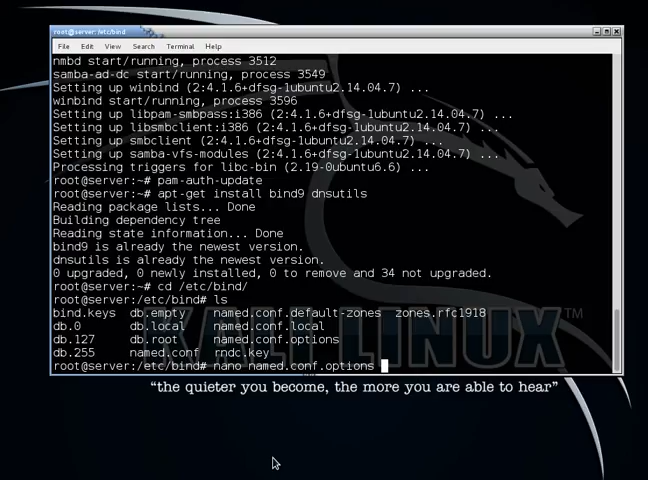 root@server: /etc/bind
File Edit View Search Terminal Help
nmbd start/running, process 3512
samba-ad-dc start/running, process 3549
Setting up winbind (2:4.1.6+dfsg-1ubuntu2.14.04.7) ...
winbind start/running, process 3596
Setting up libpam-smbpass:i386 (2:4.1.6+dfsg-1ubuntu2.14.04.7) ...
Setting up libsmbclient:i386 (2:4.1.6+dfsg-1ubuntu2.14.04.7) ...
Setting up smbclient (2:4.1.6+dfsg-1ubuntu2.14.04.7) ...
Setting up samba-vfs-modules (2:4.1.6+dfsg-1ubuntu2.14.04.7) ...
Processing triggers for libc-bin (2.19-0ubuntu6.6) ...
root@server:~# pam-auth-update
root@server:~# apt-get install bind9 dnsutils
Reading package lists... Done
Building dependency tree
Reading state information... Done
bind9 is already the newest version.
dnsutils is already the newest version.
0 upgraded, 0 newly installed, 0 to remove and 34 not upgraded.
root@server:~# cd /etc/bind/
root@server:/etc/bind# ls
bind.keys db.empty named.conf.default-zones zones.rfc1918
db.0 db.local named.conf.local
db.127 db.root named.conf.options
db.255 named.conf rndc.key
root@server:/etc/bind# nano named.conf.options
KALI LINUX
“the quieter you become, the more you are able to hear”